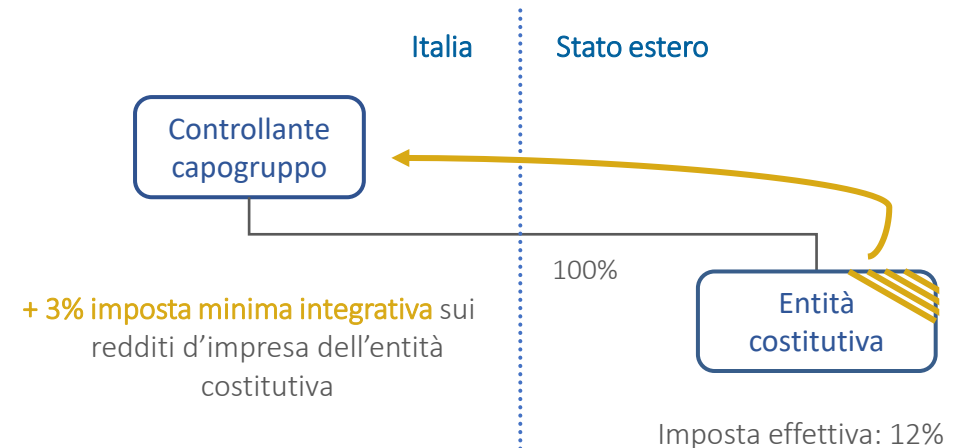 Italia
Stato estero
Controllante
capogruppo
100%
+ 3% imposta minima integrativa sui
redditi d'impresa dell'entità
costitutiva
Entità
costitutiva
Imposta effettiva: 12%